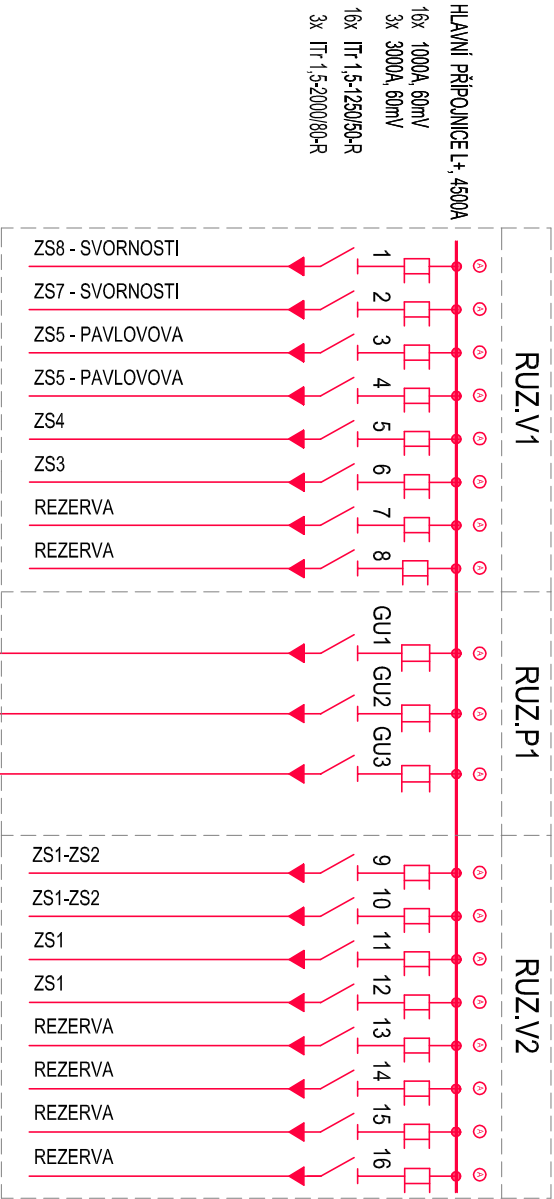 HLAVNÍ PŘÍPOJNICE L+, 4500A
16x 1000A, 60mV
3x 3000A, 60mV
16x ITr 1,5-1250/50-R
3x ITr 1,5-2000/80-R
RUZ.V1
A
1
ZS8 - SVORNOSTI
A
2
ZS7 - SVORNOSTI
A
3
ZS5 - PAVLOVOVA
A
4
ZS5 - PAVLOVOVA
A
5
ZS4
A
6
ZS3
A
7
REZERVA
A
8
REZERVA
RUZ.P1
A
GU1
A
GU2
A
GU3
RUZ.V2
A
9
ZS1-ZS2
A
10
ZS1-ZS2
A
11
ZS1
A
12
ZS1
A
13
REZERVA
A
14
REZERVA
A
15
REZERVA
A
16
REZERVA